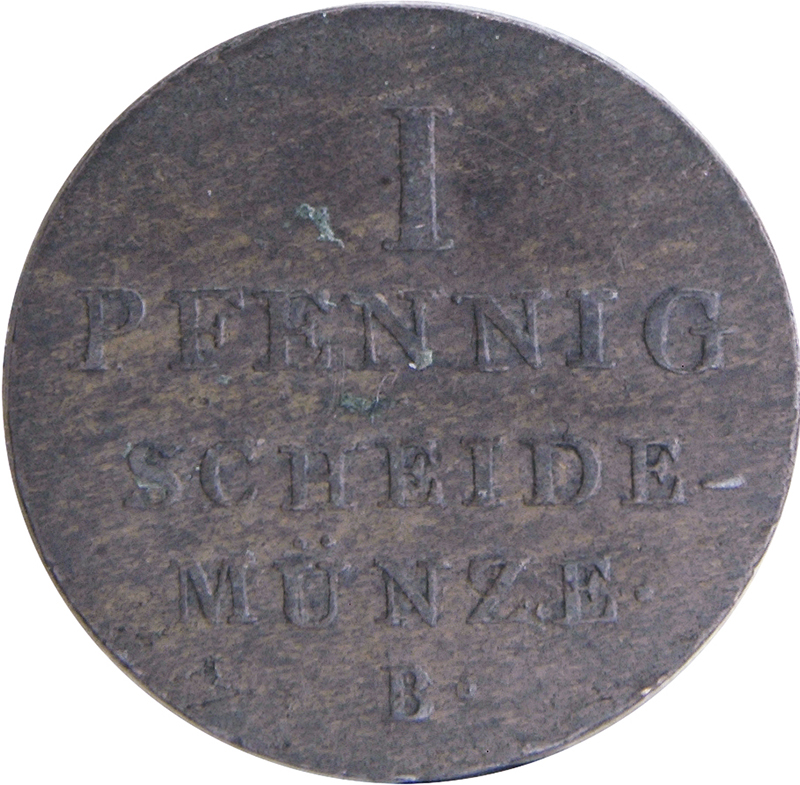 I
PFENNIG
SCHEIDE-
MÜNZE.
B.